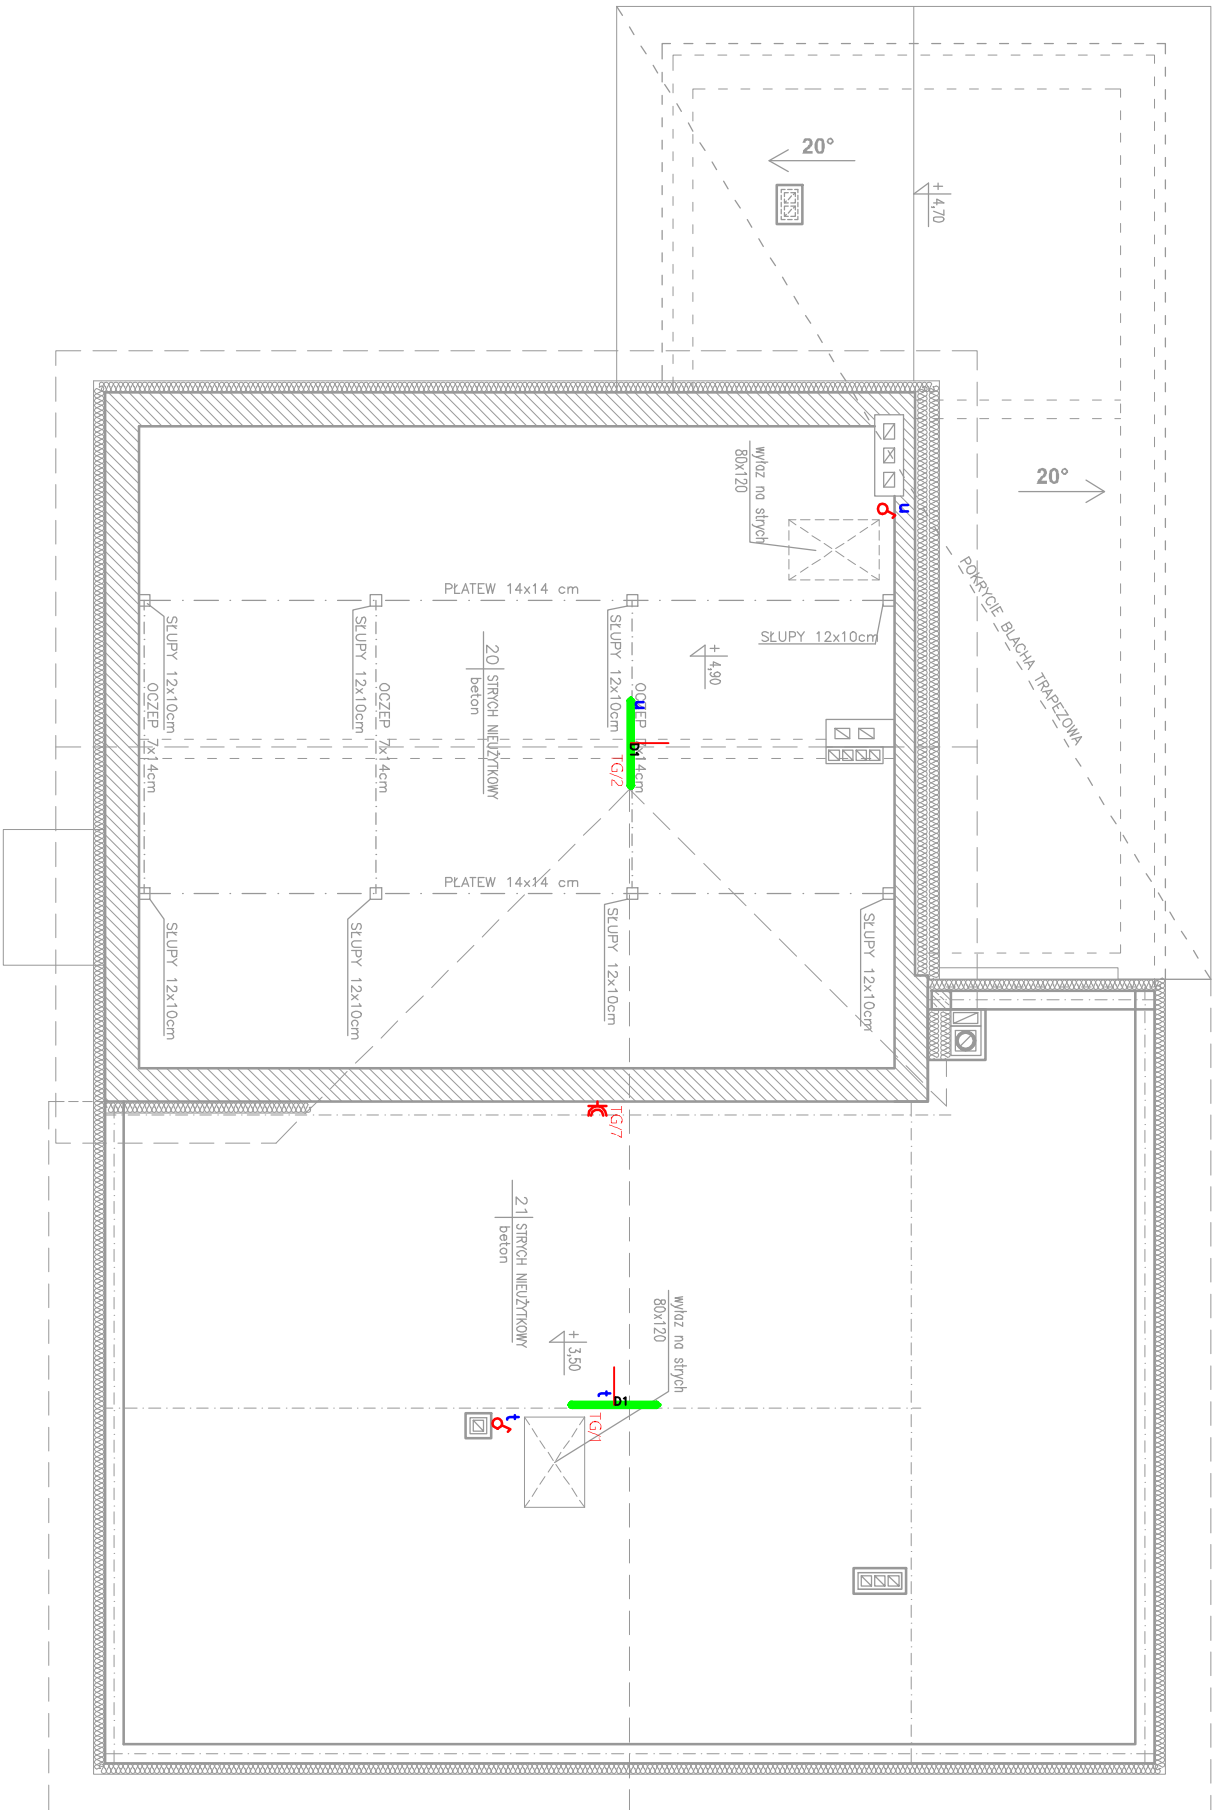 20°
+
4,70
20°
wyłaz na strych
80x120
u
POKRYCIE BLACHA TRAPEZOWA
PŁATEW 14x14 cm
SŁUPY 12x10cm
SŁUPY 12x10cm
SŁUPY 12x10cm
SŁUPY 12x10cm
20 STRYCH NIEUŻYTKOWY
beton
+
4,90
OCZEP 7x14cm
OCZEP 7x14cm
OCZEP 7x14cm
u
D1
TG/2
PŁATEW 14x14 cm
SŁUPY 12x10cm
SŁUPY 12x10cm
SŁUPY 12x10cm
SŁUPY 12x10cm
TG/7
21 STRYCH NIEUŻYTKOWY
beton
wyłaz na strych
80x120
+
3,50
t
D1
TG/1
t